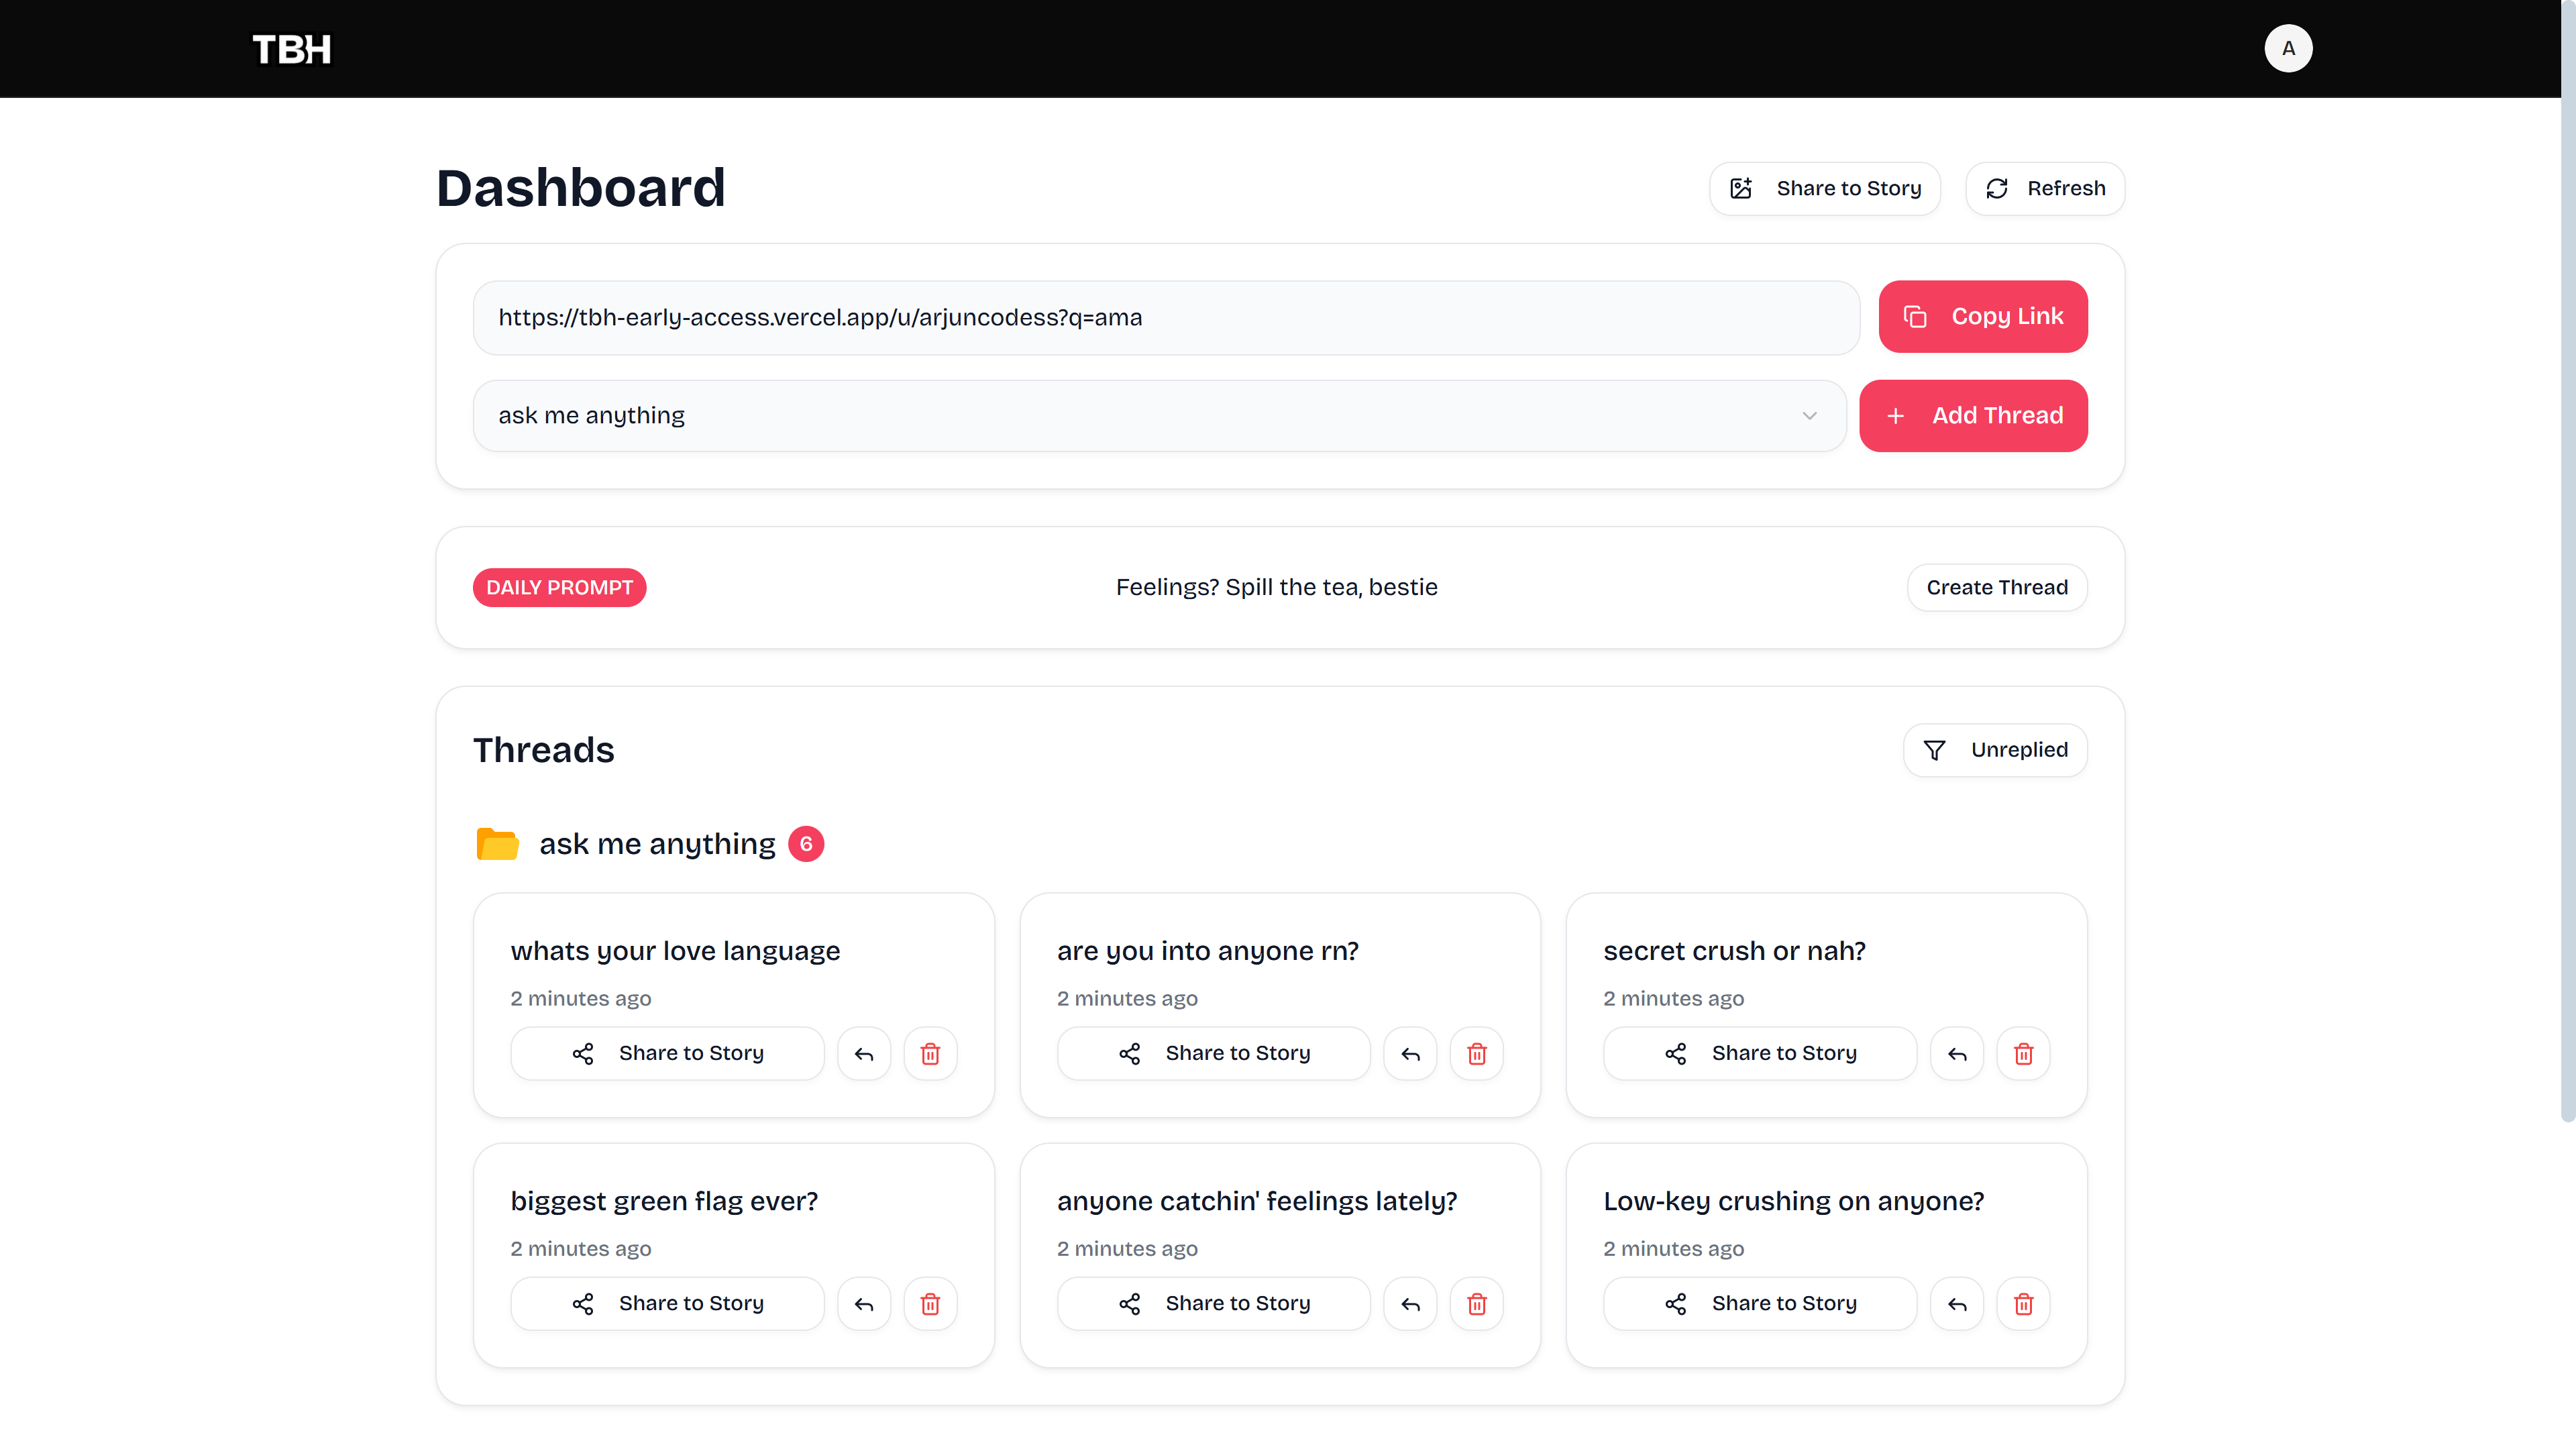 TBH
A
Dashboard
Share to Story
Refresh
https://tbh-early-access.vercel.app/u/arjuncodess?q=ama
Copy Link
ask me anything
Add Thread
DAILY PROMPT
Feelings? Spill the tea, bestie
Create Thread
Threads
Unreplied
ask me anything
6
whats your love language
2 minutes ago
Share to Story
are you into anyone rn?
2 minutes ago
Share to Story
secret crush or nah?
2 minutes ago
Share to Story
biggest green flag ever?
2 minutes ago
Share to Story
anyone catchin' feelings lately?
2 minutes ago
Share to Story
Low-key crushing on anyone?
2 minutes ago
Share to Story